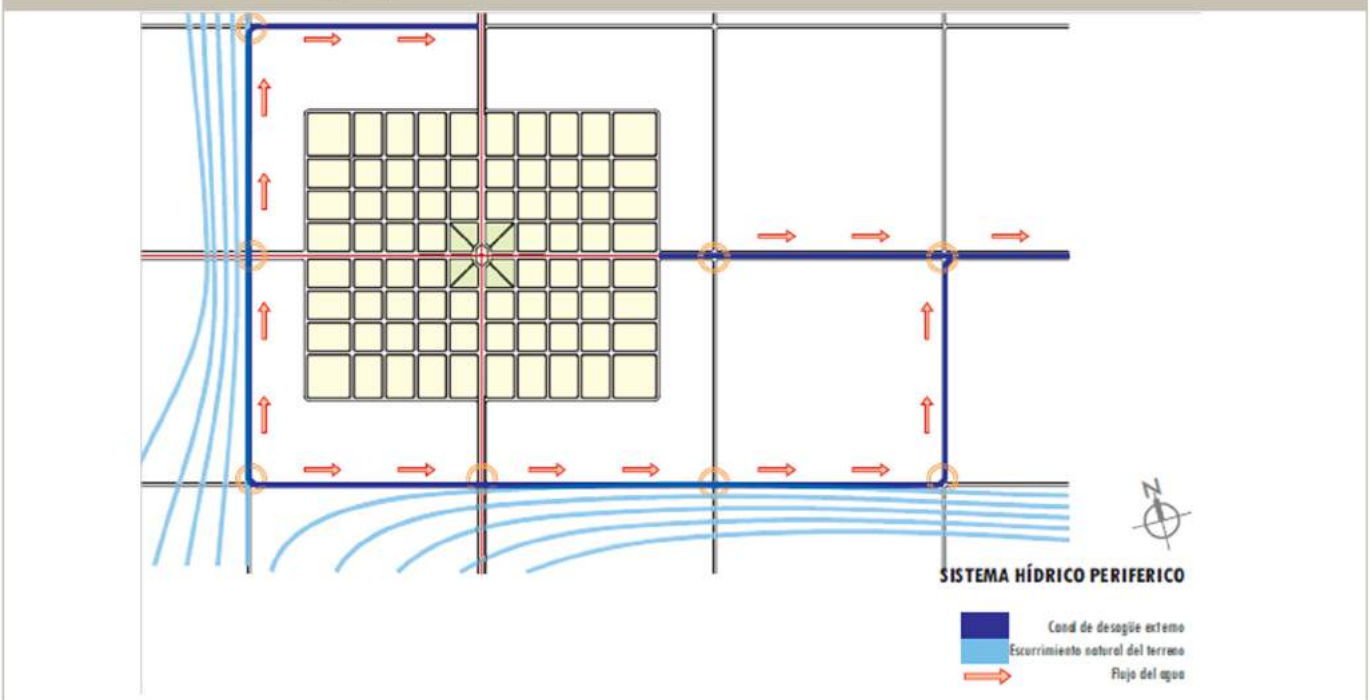 N
SISTEMA HÍDRICO PERIFERICO
Canal de desagüe externo
Escurrimiento natural del terreno
Flujo del agua